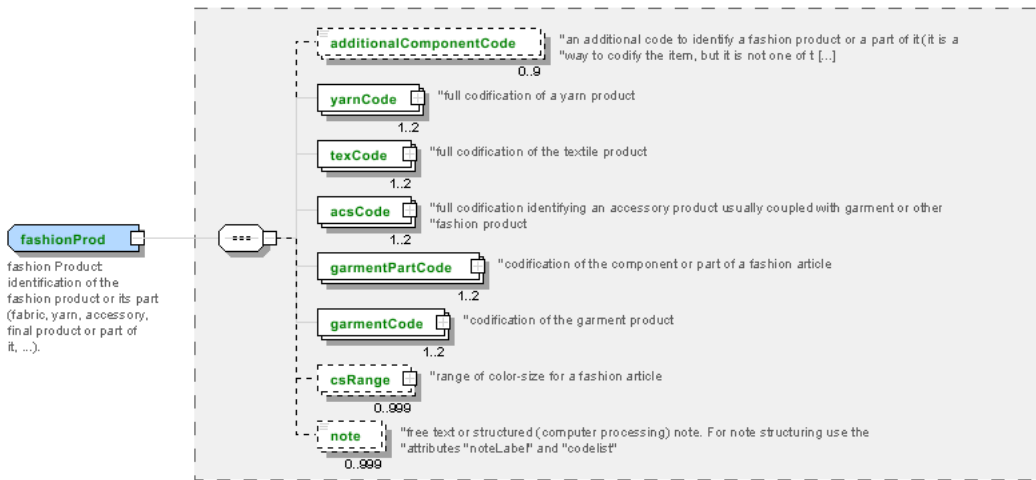 additionalComponentCode
"an additional code to identify a fashion product or a part of it(it is a
"way to codify the item, but it is not one of t [...]
0..9
yarnCode
"full codification of a yarn product
1..2
texCode
"full codification of the textile product
1..2
acsCode
"full codification identifying an accessory product usually coupled with garment or other
"fashion product
1..2
fashionProd
fashion Product:
identification of the
fashion product or its part
(fabric, yarn, accessory,
final product or part of
it, ...).
garmentPartCode
"codification of the component or part of a fashion article
1..2
garmentCode
"codification of the garment product
1..2
csRange
"range of color-size for a fashion article
0..999
note
"free text or structured (computer processing) note. For note structuring use the
"attributes "noteLabel" and "codelist"
0..999